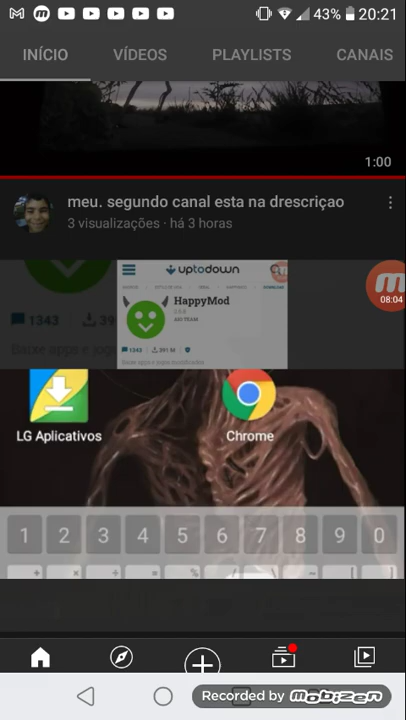 43% 20:21
INÍCIO VÍDEOS PLAYLISTS CANAIS
1:00
meu. segundo canal esta na drescriçao
3 visualizações · há 3 horas
uptodown
HappyMod
1343
1343
08:04
LG Aplicativos Chrome
1 2 3 4 5 6 7 8 9 0
Recorded by mobizen